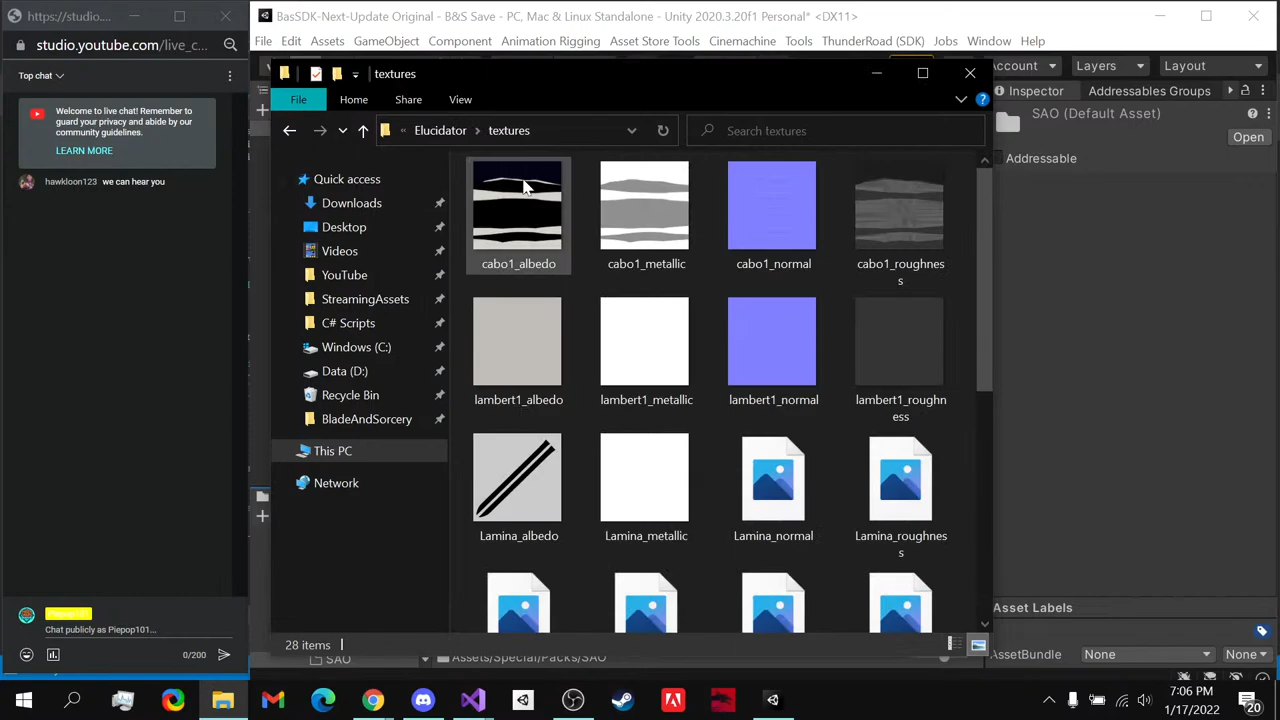 https://studio...
studio.youtube.com/live_c...
Top chat
Welcome to live chat! Remember
to guard your privacy and abide by our
community guidelines.
LEARN MORE
hawkloon123 we can hear you
Chat publicly as Piepop101...
0/200
BasSDK-Next-Update Original - B&S Save - PC, Mac & Linux Standalone - Unity 2020.3.20f1 Personal* <DX11>
File Edit Assets GameObject Component Animation Rigging Asset Store Tools Cinemachine Tools ThunderRoad (SDK) Jobs Window Help
Account Layers Layout
textures
File Home Share View
« Elucidator > textures
Search textures
Quick access
Downloads
Desktop
Videos
YouTube
StreamingAssets
C# Scripts
Windows (C:)
Data (D:)
Recycle Bin
BladeAndSorcery
This PC
Network
cabo1_albedo cabo1_metallic cabo1_normal cabo1_roughnes
s
lambert1_albedo lambert1_metallic lambert1_normal lambert1_rough
ness
Lamina_albedo Lamina_metallic Lamina_normal Lamina_roughnes
s
28 items
Inspector Addressables Groups
SAO (Default Asset)
Open
Addressable
Asset Labels
AssetBundle None None
SAO Assets/Special/Packs/SAO
7:06 PM
1/17/2022
20